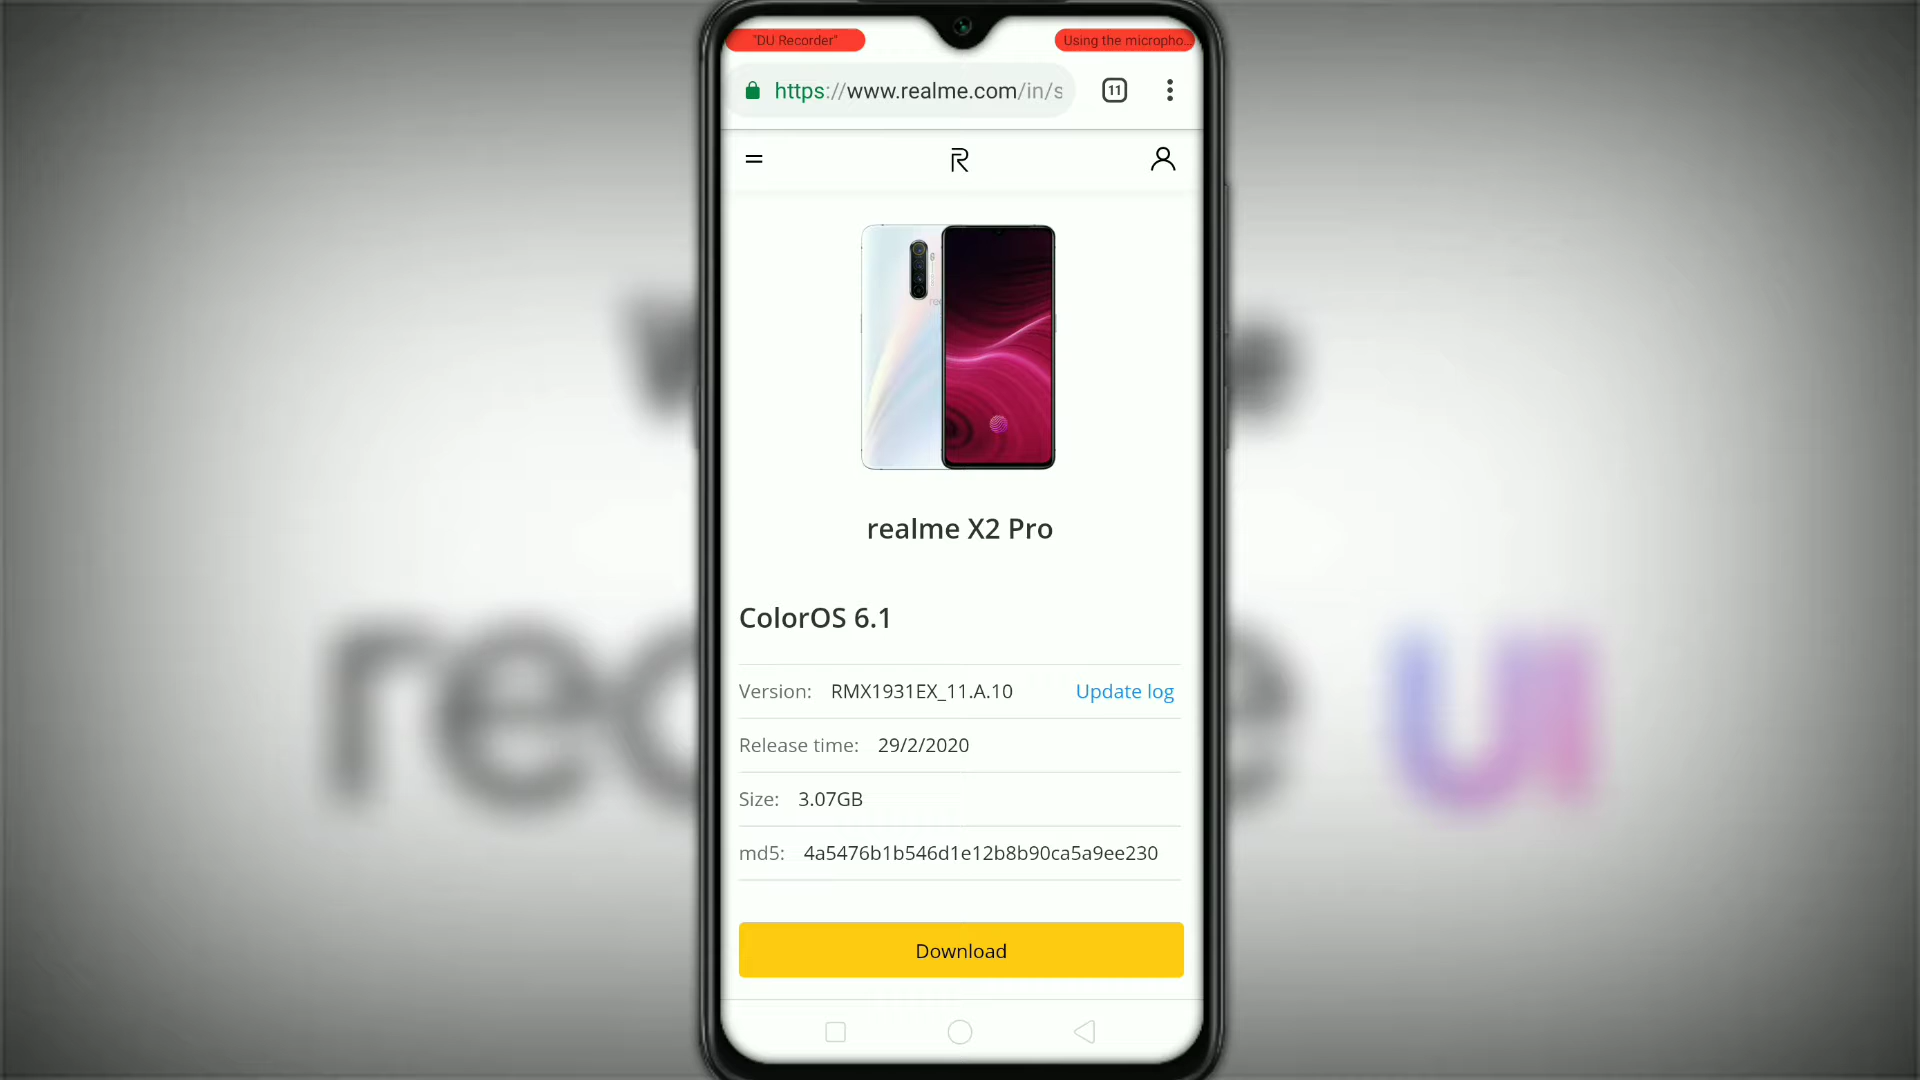 "DU Recorder"
Using the micropho...
https://www.realme.com/in/s
11
realme X2 Pro
ColorOS 6.1
Version: RMX1931EX_11.A.10 Update log
Release time: 29/2/2020
Size: 3.07GB
md5: 4a5476b1b546d1e12b8b90ca5a9ee230
Download